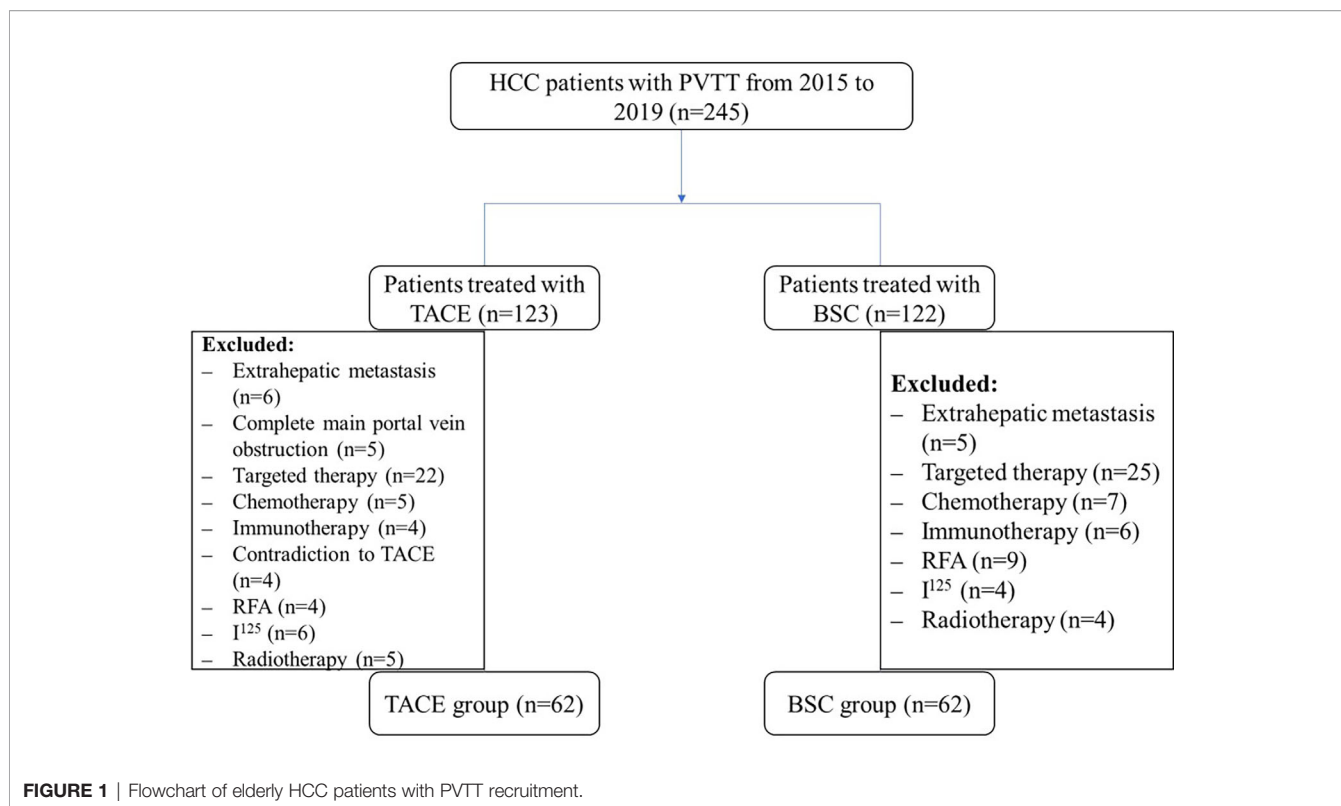 HCC patients with PVTT from 2015 to
2019 (n=245)
Patients treated with
TACE (n=123)
Excluded:
– Extrahepatic metastasis
(n=6)
– Complete main portal vein
obstruction (n=5)
– Targeted therapy (n=22)
– Chemotherapy (n=5)
– Immunotherapy (n=4)
– Contradiction to TACE
(n=4)
– RFA (n=4)
– I¹²⁵ (n=6)
– Radiotherapy (n=5)
TACE group (n=62)
Patients treated with
BSC (n=122)
Excluded:
– Extrahepatic metastasis
(n=5)
– Targeted therapy (n=25)
– Chemotherapy (n=7)
– Immunotherapy (n=6)
– RFA (n=9)
– I¹²⁵ (n=4)
– Radiotherapy (n=4)
BSC group (n=62)
FIGURE 1 | Flowchart of elderly HCC patients with PVTT recruitment.